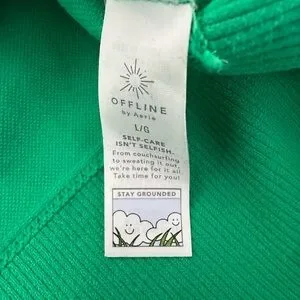 OFFLINE
by Aerie
L/G
SELF-CARE
ISN'T SELFISH.
From couchsurfing
to sweating it out,
we're here for it all.
Take time for you!
STAY GROUNDED